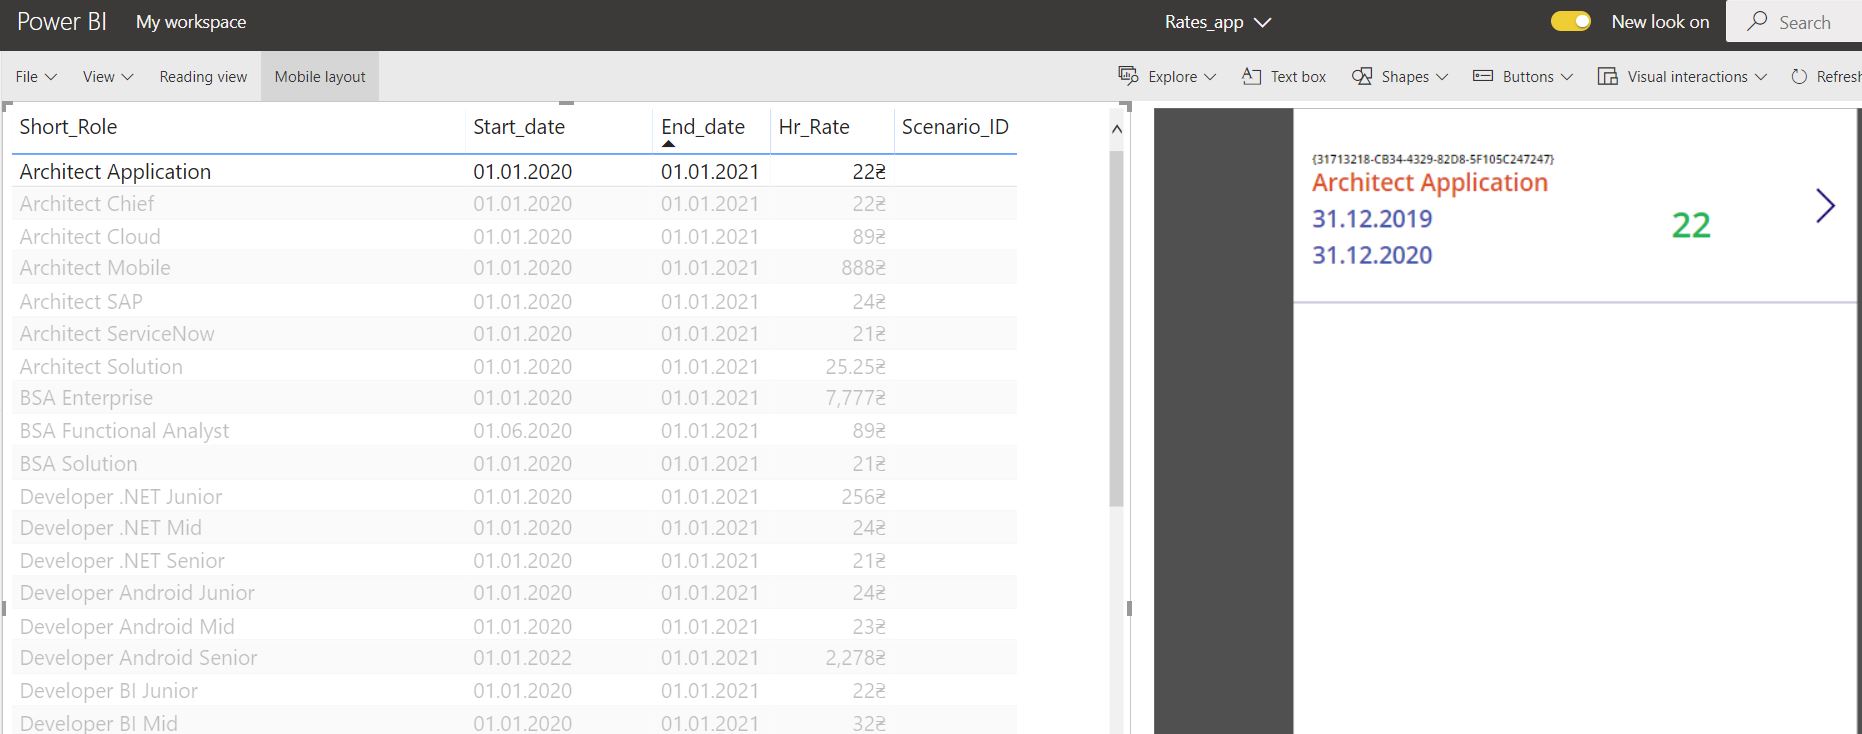 Power BI My workspace Rates_app New look on Search
File View Reading view Mobile layout Explore Text box Shapes Buttons Visual interactions Refresh
Short_Role Start_date End_date Hr_Rate Scenario_ID
Architect Application 01.01.2020 01.01.2021 22₴
Architect Chief 01.01.2020 01.01.2021 22₴
Architect Cloud 01.01.2020 01.01.2021 89₴
Architect Mobile 01.01.2020 01.01.2021 888₴
Architect SAP 01.01.2020 01.01.2021 24₴
Architect ServiceNow 01.01.2020 01.01.2021 21₴
Architect Solution 01.01.2020 01.01.2021 25.25₴
BSA Enterprise 01.01.2020 01.01.2021 7,777₴
BSA Functional Analyst 01.06.2020 01.01.2021 89₴
BSA Solution 01.01.2020 01.01.2021 21₴
Developer .NET Junior 01.01.2020 01.01.2021 256₴
Developer .NET Mid 01.01.2020 01.01.2021 24₴
Developer .NET Senior 01.01.2020 01.01.2021 21₴
Developer Android Junior 01.01.2020 01.01.2021 24₴
Developer Android Mid 01.01.2020 01.01.2021 23₴
Developer Android Senior 01.01.2022 01.01.2021 2,278₴
Developer BI Junior 01.01.2020 01.01.2021 22₴
Developer BI Mid 01.01.2020 01.01.2021 32₴
{31713218-CB34-4329-82D8-5F105C247247}
Architect Application
31.12.2019
22
31.12.2020